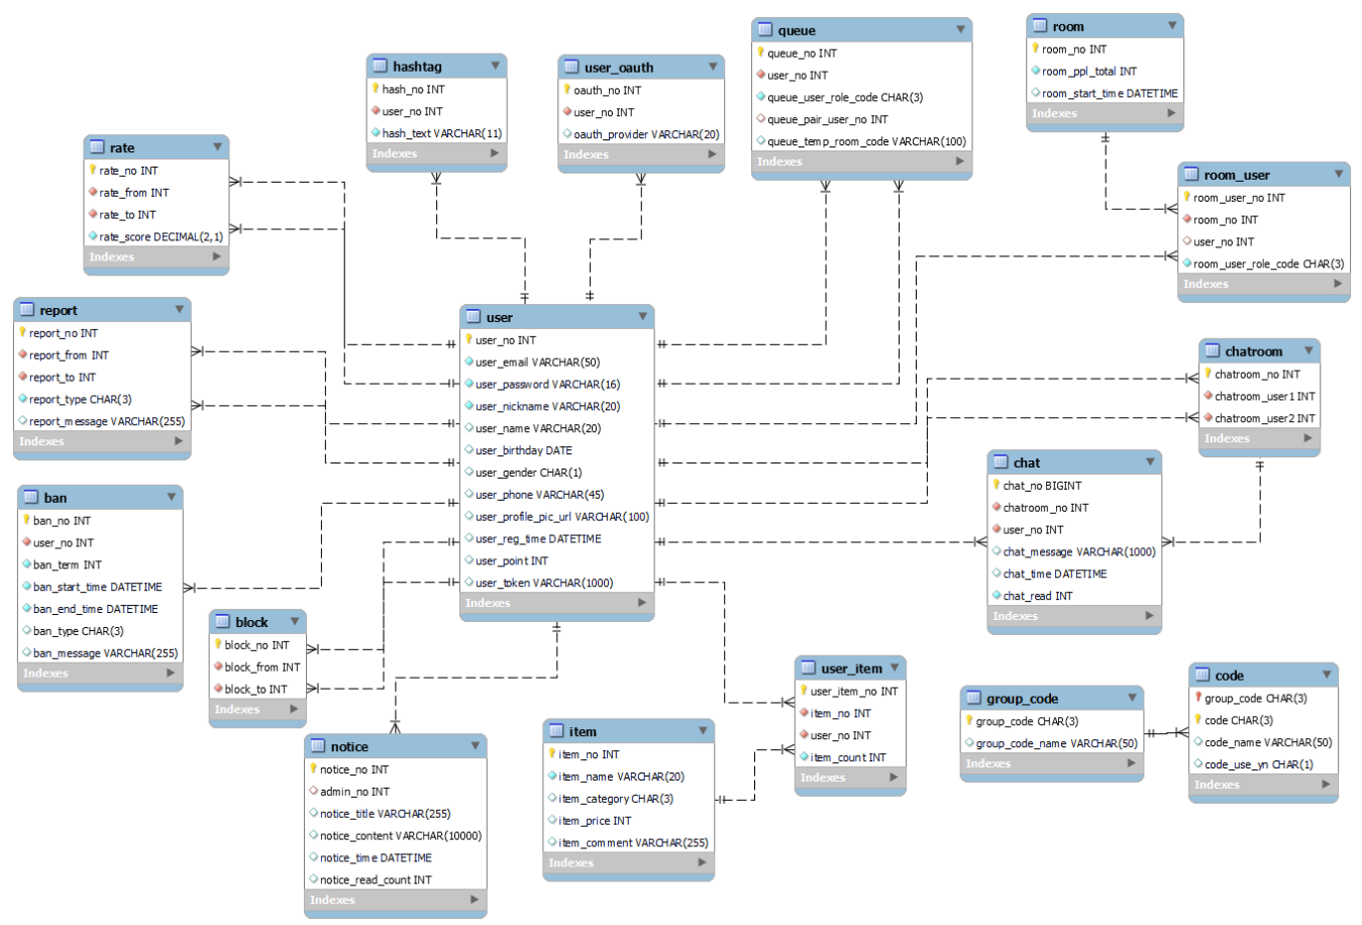 queue
queue_no INT
user_no INT
queue_user_role_code CHAR(3)
queue_pair_user_no INT
queue_temp_room_code VARCHAR(100)
Indexes
room
room_no INT
room_ppl_total INT
room_start_time DATETIME
Indexes
hashtag
hash_no INT
user_no INT
hash_text VARCHAR(11)
Indexes
user_oauth
oauth_no INT
user_no INT
oauth_provider VARCHAR(20)
Indexes
rate
rate_no INT
rate_from INT
rate_to INT
rate_score DECIMAL(2,1)
Indexes
room_user
room_user_no INT
room_no INT
user_no INT
room_user_role_code CHAR(3)
Indexes
report
report_no INT
report_from INT
report_to INT
report_type CHAR(3)
report_message VARCHAR(255)
Indexes
user
user_no INT
user_email VARCHAR(50)
user_password VARCHAR(16)
user_nickname VARCHAR(20)
user_name VARCHAR(20)
user_birthday DATE
user_gender CHAR(1)
user_phone VARCHAR(45)
user_profile_pic_url VARCHAR(100)
user_reg_time DATETIME
user_point INT
user_token VARCHAR(1000)
Indexes
chatroom
chatroom_no INT
chatroom_user1 INT
chatroom_user2 INT
Indexes
chat
chat_no BIGINT
chatroom_no INT
user_no INT
chat_message VARCHAR(1000)
chat_time DATETIME
chat_read INT
Indexes
ban
ban_no INT
user_no INT
ban_term INT
ban_start_time DATETIME
ban_end_time DATETIME
ban_type CHAR(3)
ban_message VARCHAR(255)
Indexes
block
block_no INT
block_from INT
block_to INT
Indexes
user_item
user_item_no INT
item_no INT
user_no INT
item_count INT
Indexes
group_code
group_code CHAR(3)
group_code_name VARCHAR(50)
Indexes
code
group_code CHAR(3)
code CHAR(3)
code_name VARCHAR(50)
code_use_yn CHAR(1)
Indexes
notice
notice_no INT
admin_no INT
notice_title VARCHAR(255)
notice_content VARCHAR(10000)
notice_time DATETIME
notice_read_count INT
Indexes
item
item_no INT
item_name VARCHAR(20)
item_category CHAR(3)
item_price INT
item_comment VARCHAR(255)
Indexes